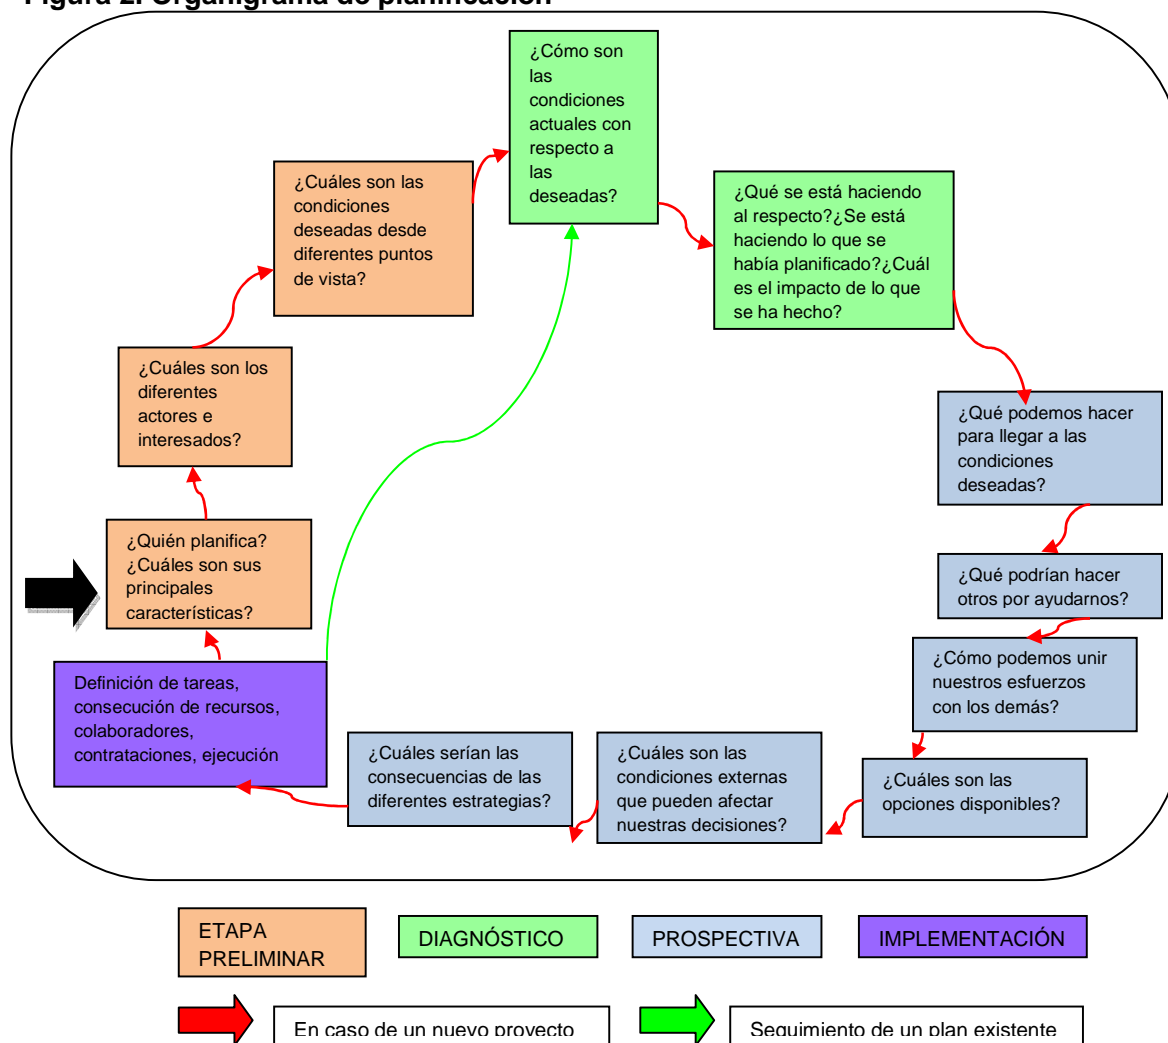 Figura 2. Organigrama de planificación
¿Cómo son
las
condiciones
actuales con
respecto a
las
deseadas?
¿Cuáles son las
condiciones
deseadas desde
diferentes puntos
de vista?
¿Qué se está haciendo
al respecto?¿Se está
haciendo lo que se
había planificado?¿Cuál
es el impacto de lo que
se ha hecho?
¿Cuáles son los
diferentes
actores e
interesados?
¿Qué podemos hacer
para llegar a las
condiciones
deseadas?
¿Quién planifica?
¿Cuáles son sus
principales
características?
¿Qué podrían hacer
otros por ayudarnos?
¿Cómo podemos unir
nuestros esfuerzos
con los demás?
Definición de tareas,
consecución de recursos,
colaboradores,
contrataciones, ejecución
¿Cuáles serían las
consecuencias de las
diferentes estrategias?
¿Cuáles son las
condiciones externas
que pueden afectar
nuestras decisiones?
¿Cuáles son las
opciones disponibles?
ETAPA
PRELIMINAR
DIAGNÓSTICO
PROSPECTIVA
IMPLEMENTACIÓN
En caso de un nuevo proyecto
Seguimiento de un plan existente